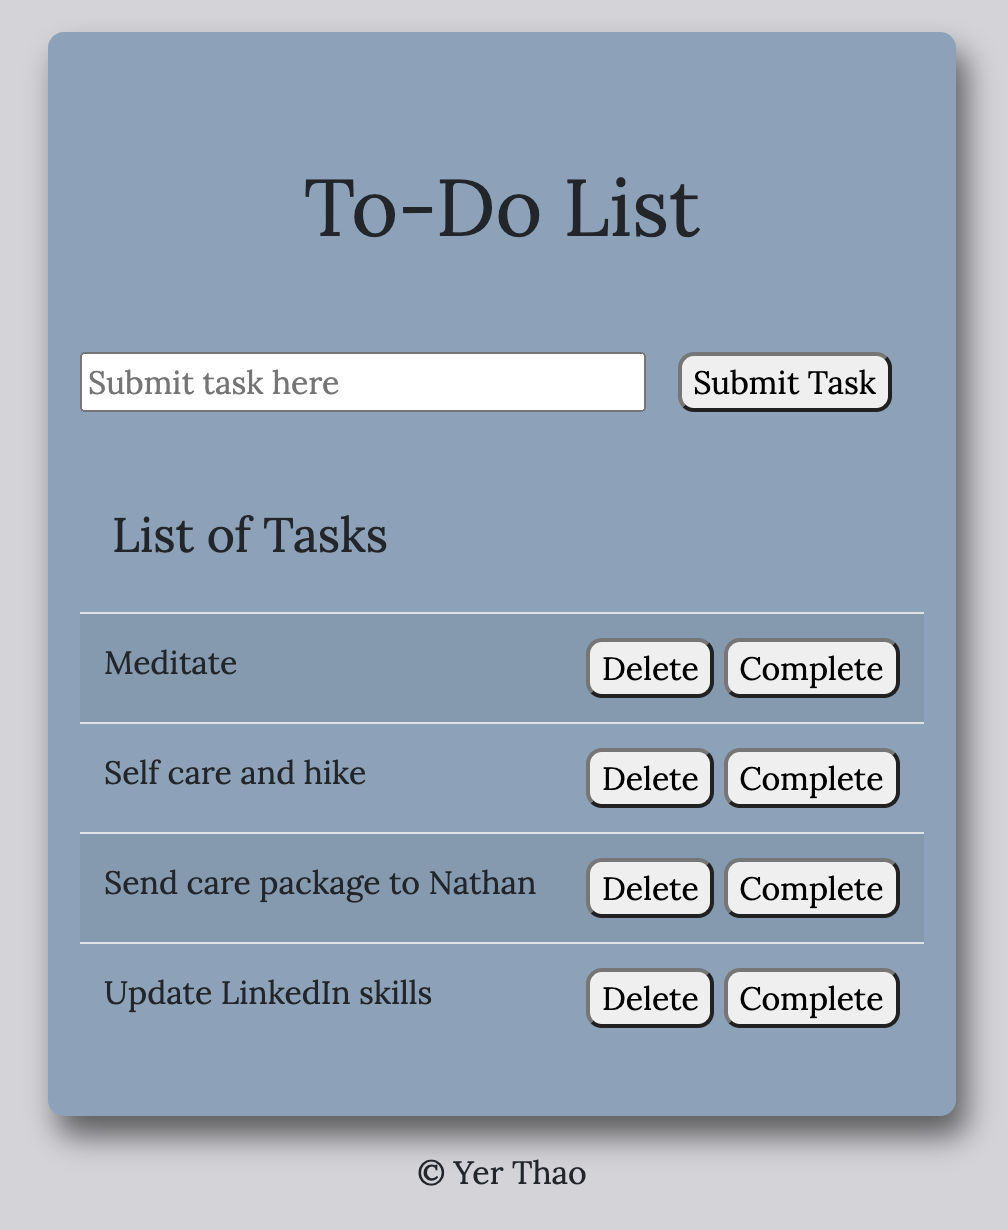 To-Do List
Submit task here Submit Task
List of Tasks
Meditate Delete Complete
Self care and hike Delete Complete
Send care package to Nathan Delete Complete
Update LinkedIn skills Delete Complete
© Yer Thao